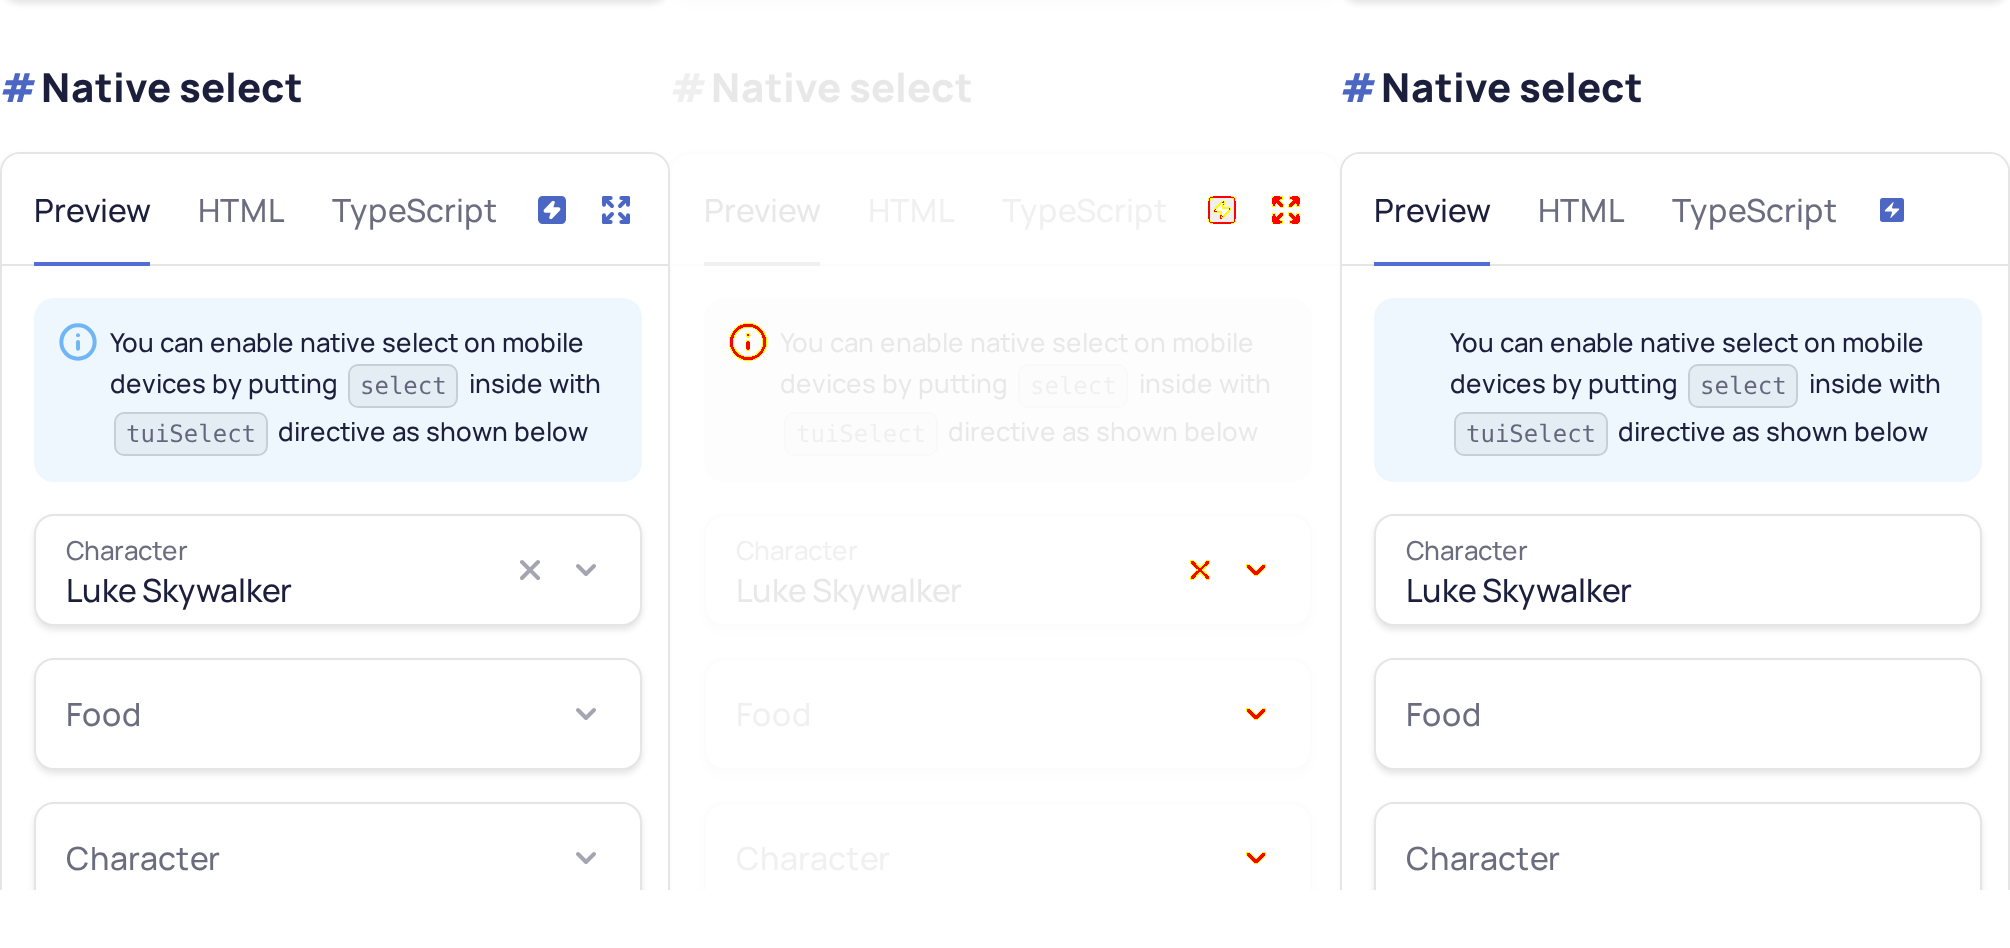 # Native select
Preview HTML TypeScript
You can enable native select on mobile
devices by putting select inside with
tuiSelect directive as shown below
Character
Luke Skywalker
Food
Character
# Native select
Preview HTML TypeScript
You can enable native select on mobile
devices by putting select inside with
tuiSelect directive as shown below
Character
Luke Skywalker
Food
Character
# Native select
Preview HTML TypeScript
You can enable native select on mobile
devices by putting select inside with
tuiSelect directive as shown below
Character
Luke Skywalker
Food
Character